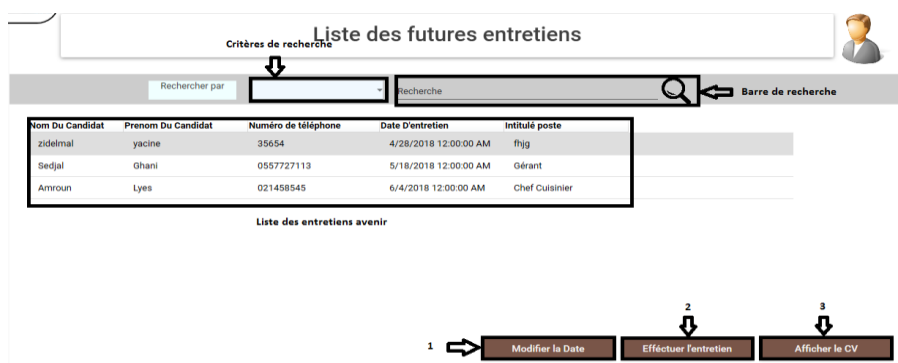 Liste des futures entretiens
Critères de recherche
Rechercher par
Recherche
Barre de recherche
Nom Du Candidat Prenom Du Candidat Numéro de téléphone Date D'entretien Intitulé poste
zidelmal yacine 35654 4/28/2018 12:00:00 AM fhjg
Sedjal Ghani 0557727113 5/18/2018 12:00:00 AM Gérant
Amroun Lyes 021458545 6/4/2018 12:00:00 AM Chef Cuisinier
Liste des entretiens avenir
2 3
1 Modifier la Date Efféctuer l'entretien Afficher le CV